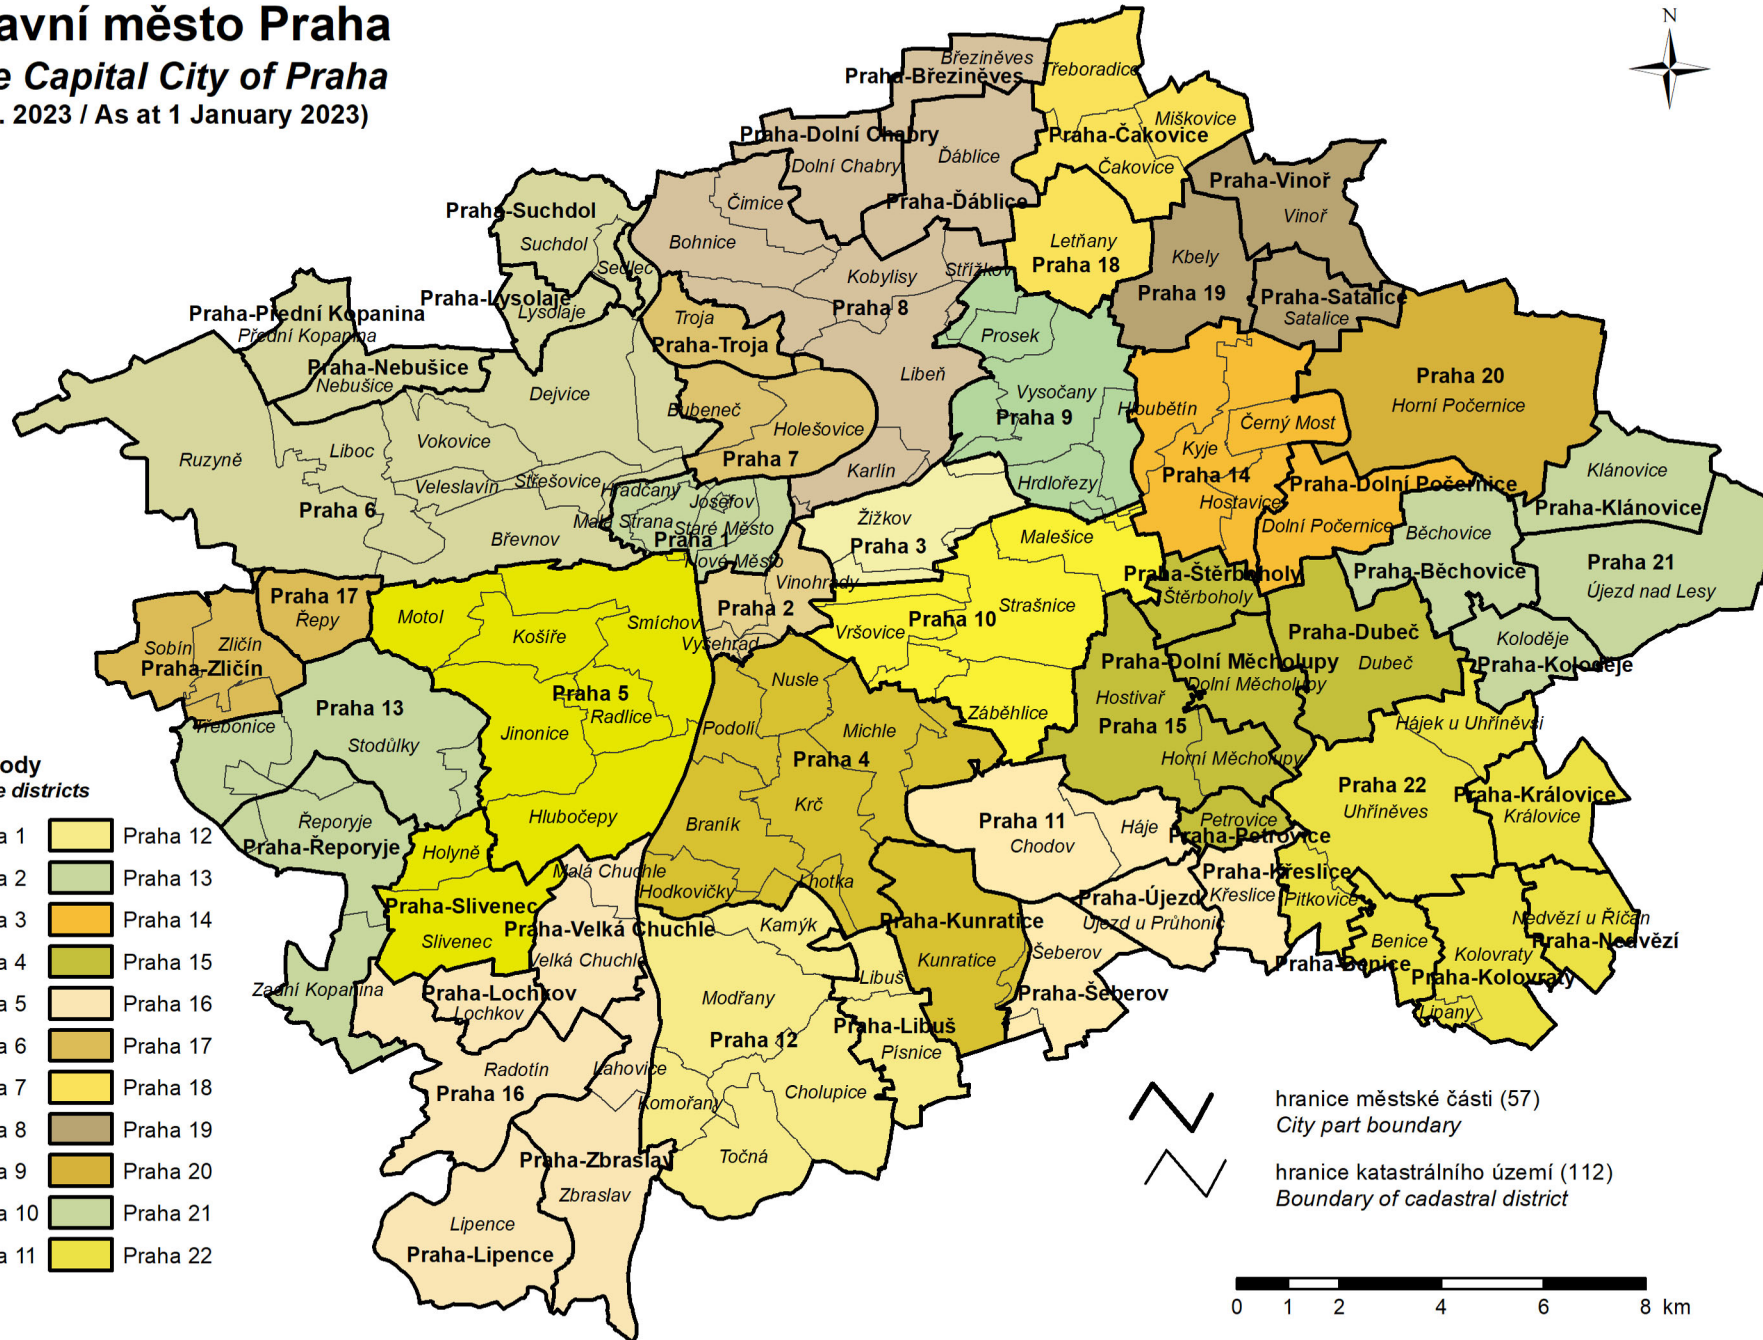 avní město Praha
e Capital City of Praha
. 2023 / As at 1 January 2023)
N
Březiněves
Praha-Březiněves
Třeboradice
Miškovice
Praha-Dolní Chabry
Praha-Čakovice
Dolní Chabry
Ďáblice
Čakovice
Praha-Vinoř
Praha-Suchdol
Čimice
Praha-Ďáblice
Vinoř
Suchdol
Bohnice
Letňany
Praha 18
Kbely
Sedlec
Kobylisy
Střížkov
Praha-Lysolaje
Lysolaje
Praha 19
Praha-Satalice
Satalice
Praha-Přední Kopanina
Přední Kopanina
Troja
Praha 8
Praha-Troja
Prosek
Praha-Nebušice
Nebušice
Dejvice
Libeň
Praha 20
Horní Počernice
Vysočany
Bubeneč
Praha 9
Hloubětín
Černý Most
Holešovice
Vokovice
Liboc
Ruzyně
Praha 7
Karlín
Kyje
Praha 14
Klánovice
Veleslavín
Střešovice
Hradčany
Josefov
Hrdlořezy
Hostavice
Praha-Dolní Počernice
Praha-Klánovice
Praha 6
Malá Strana
Staré Město
Žižkov
Dolní Počernice
Běchovice
Břevnov
Praha 1
Praha 3
Malešice
Nové Město
Praha-Štěrboholy
Praha-Běchovice
Praha 21
Újezd nad Lesy
Vinohrady
Štěrboholy
Praha 17
Řepy
Praha 2
Strašnice
Motol
Košíře
Smíchov
Praha 10
Vršovice
Praha-Dubeč
Koloděje
Sobín
Zličín
Vyšehrad
Praha-Zličín
Praha-Dolní Měcholupy
Dubeč
Praha-Koloděje
Nusle
Dolní Měcholupy
Praha 5
Hostivař
Praha 13
Radlice
Záběhlice
Třebonice
Podolí
Michle
Praha 15
Hájek u Uhříněvsi
Jinonice
Stodůlky
Praha 4
Horní Měcholupy
Praha 22
Uhříněves
Praha-Královice
Královice
Krč
Hlubočepy
Braník
Praha 11
Chodov
Háje
Petrovice
Praha-Petrovice
Řeporyje
Praha-Řeporyje
Holyně
Malá Chuchle
Hodkovičky
Lhotka
Praha-Křeslice
Křeslice
Pitkovice
Praha-Újezd
Újezd u Průhonic
Praha-Slivenec
Slivenec
Praha-Velká Chuchle
Velká Chuchle
Kamýk
Praha-Kunratice
Kunratice
Nedvězí u Říčan
Praha-Nedvězí
Šeberov
Benice
Praha-Benice
Kolovraty
Praha-Kolovraty
Libuš
Zadní Kopanina
Praha-Lochkov
Lochkov
Modřany
Praha-Šeberov
Lipany
Praha 12
Praha-Libuš
Písnice
Radotín
Lahovice
Praha 16
Cholupice
Komořany
Točná
Praha-Zbraslav
Zbraslav
Lipence
Praha-Lipence
ody
e districts
a 1
Praha 12
a 2
Praha 13
a 3
Praha 14
a 4
Praha 15
a 5
Praha 16
a 6
Praha 17
a 7
Praha 18
a 8
Praha 19
a 9
Praha 20
a 10
Praha 21
a 11
Praha 22
hranice městské části (57)
City part boundary
hranice katastrálního území (112)
Boundary of cadastral district
0 1 2 4 6 8 km